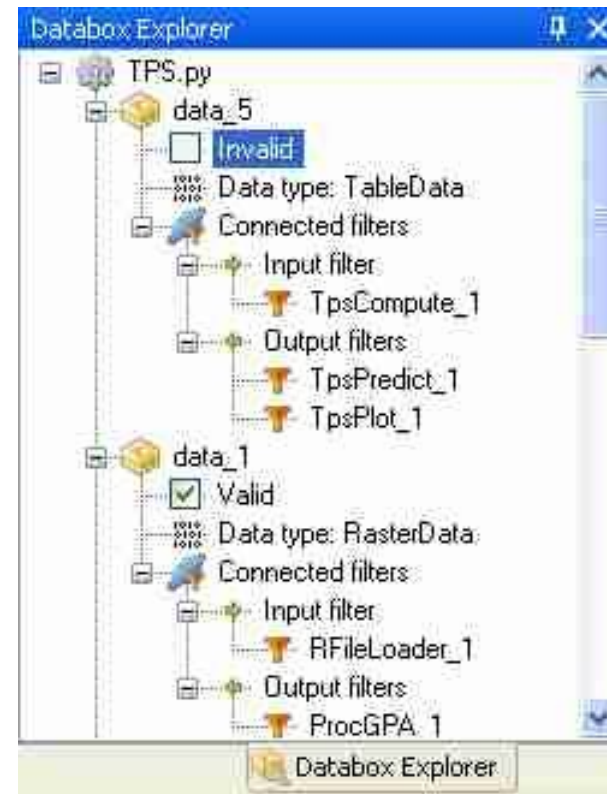 Databox Explorer
TPS.py
data_5
Invalid
Data type: TableData
Connected filters
Input filter
TpsCompute_1
Output filters
TpsPredict_1
TpsPlot_1
data_1
Valid
Data type: RasterData
Connected filters
Input filter
RFileLoader_1
Output filters
ProcGPA_1
Databox Explorer